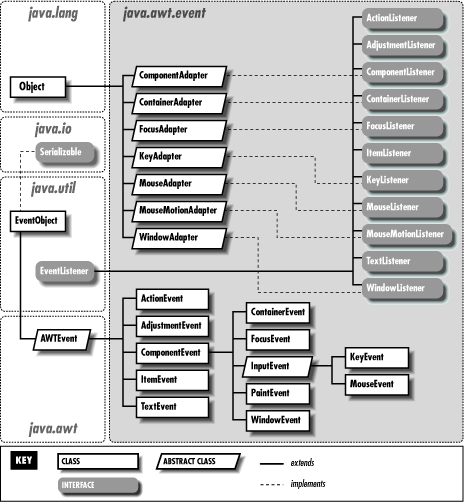 java.lang
java.awt.event
ActionListener
AdjustmentListener
ComponentAdapter
ComponentListener
Object
ContainerAdapter
ContainerListener
java.io
FocusAdapter
FocusListener
Serializable
KeyAdapter
ItemListener
java.util
MouseAdapter
KeyListener
EventObject
MouseMotionAdapter
MouseListener
WindowAdapter
MouseMotionListener
EventListener
TextListener
WindowListener
ActionEvent
ContainerEvent
AdjustmentEvent
FocusEvent
AWTEvent
ComponentEvent
InputEvent
KeyEvent
ItemEvent
PaintEvent
MouseEvent
TextEvent
WindowEvent
java.awt
KEY
CLASS
ABSTRACT CLASS
extends
INTERFACE
implements